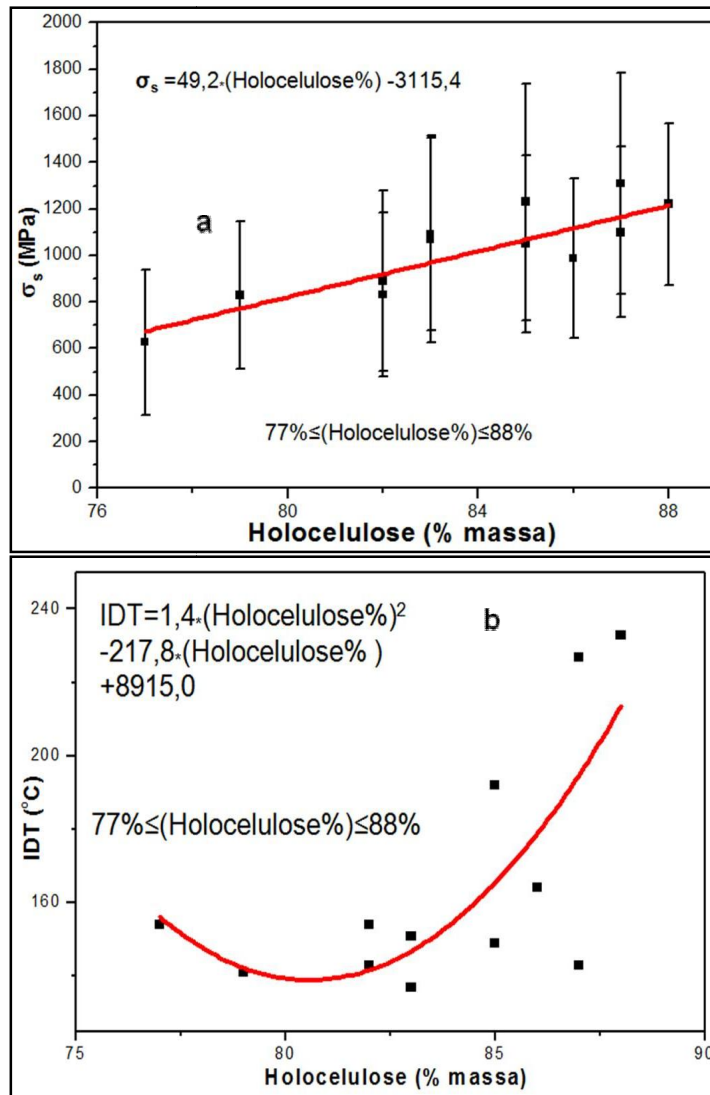 2000
1800
1600
1400
1200
1000
800
600
400
200
0
σs (MPa)
σs =49,2*(Holocelulose%) -3115,4
a
77%≤(Holocelulose%)≤88%
76 80 84 88
Holocelulose (% massa)
240
200
160
IDT (°C)
IDT=1,4*(Holocelulose%)²
-217,8*(Holocelulose% )
+8915,0
b
77%≤(Holocelulose%)≤88%
75 80 85 90
Holocelulose (% massa)